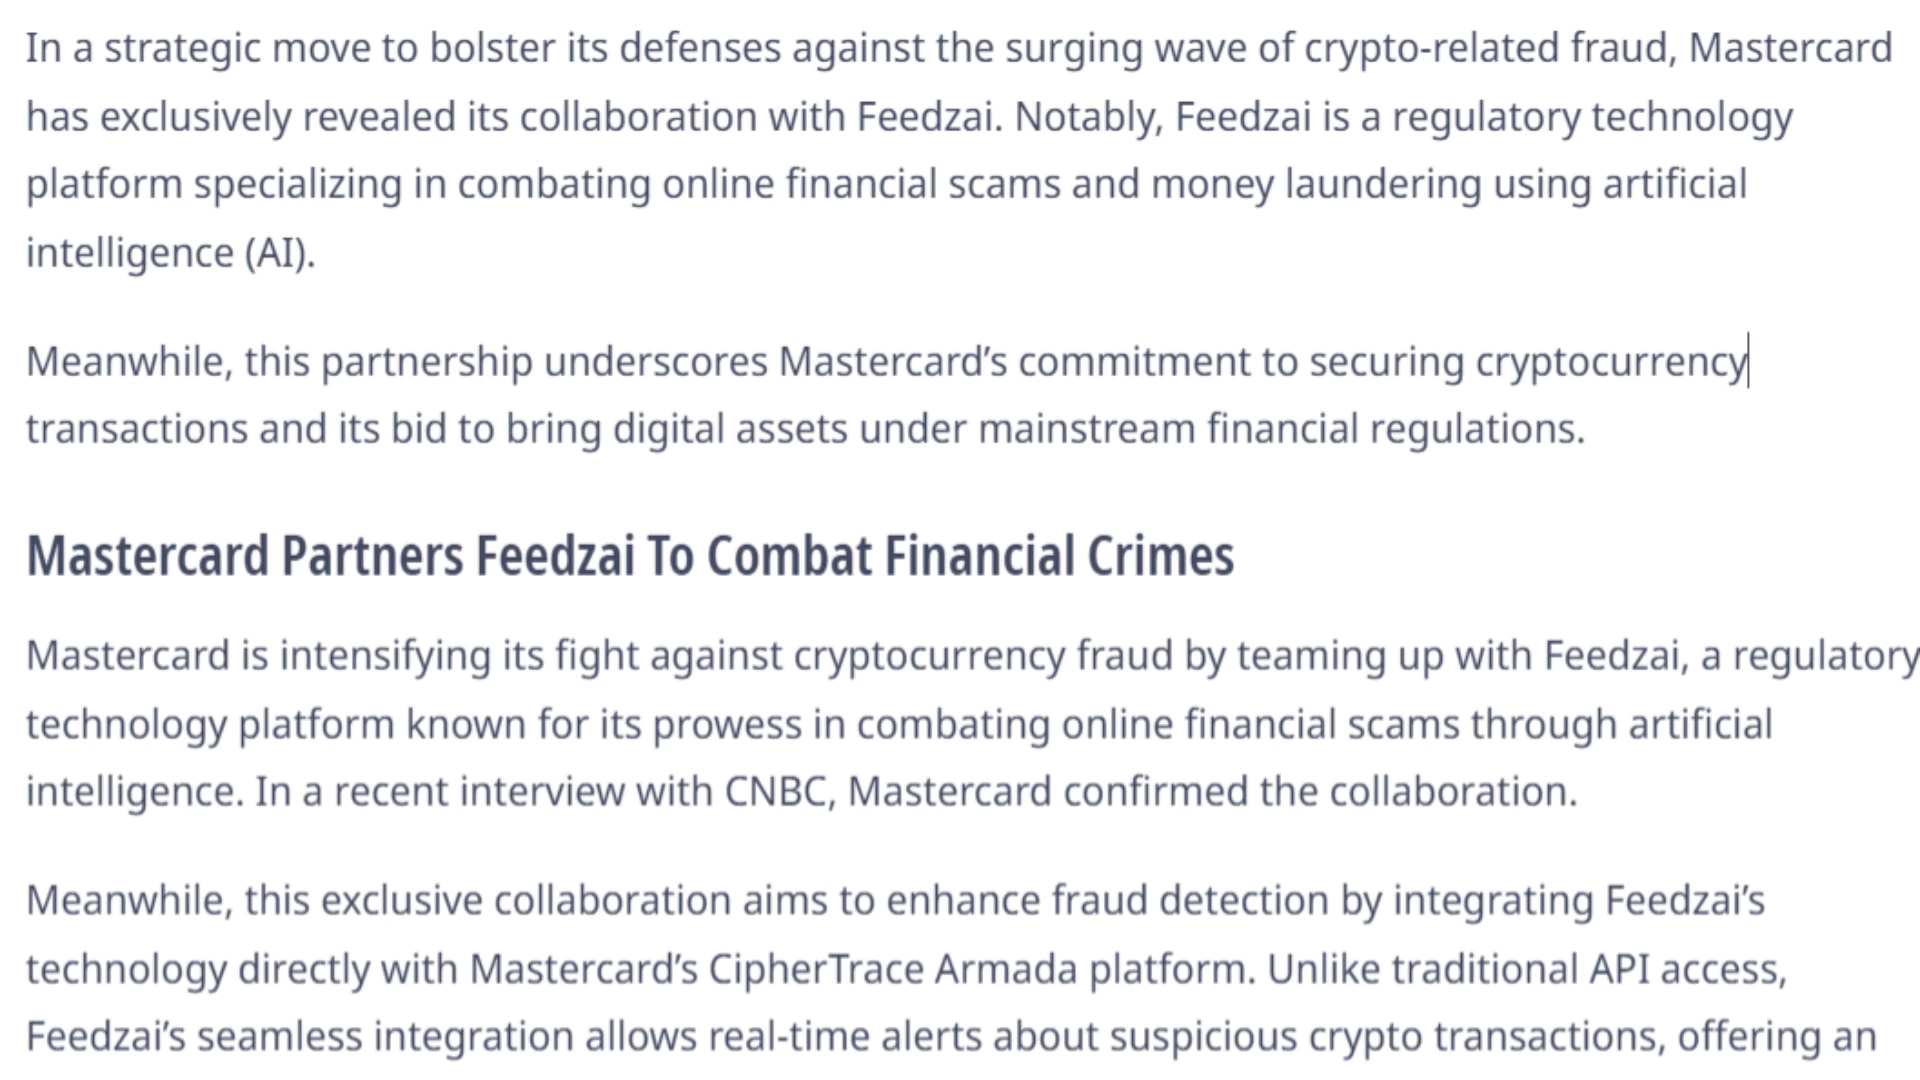 In a strategic move to bolster its defenses against the surging wave of crypto-related fraud, Mastercard
has exclusively revealed its collaboration with Feedzai. Notably, Feedzai is a regulatory technology
platform specializing in combating online financial scams and money laundering using artificial
intelligence (AI).
Meanwhile, this partnership underscores Mastercard’s commitment to securing cryptocurrency
transactions and its bid to bring digital assets under mainstream financial regulations.
Mastercard Partners Feedzai To Combat Financial Crimes
Mastercard is intensifying its fight against cryptocurrency fraud by teaming up with Feedzai, a regulatory
technology platform known for its prowess in combating online financial scams through artificial
intelligence. In a recent interview with CNBC, Mastercard confirmed the collaboration.
Meanwhile, this exclusive collaboration aims to enhance fraud detection by integrating Feedzai’s
technology directly with Mastercard’s CipherTrace Armada platform. Unlike traditional API access,
Feedzai’s seamless integration allows real-time alerts about suspicious crypto transactions, offering an